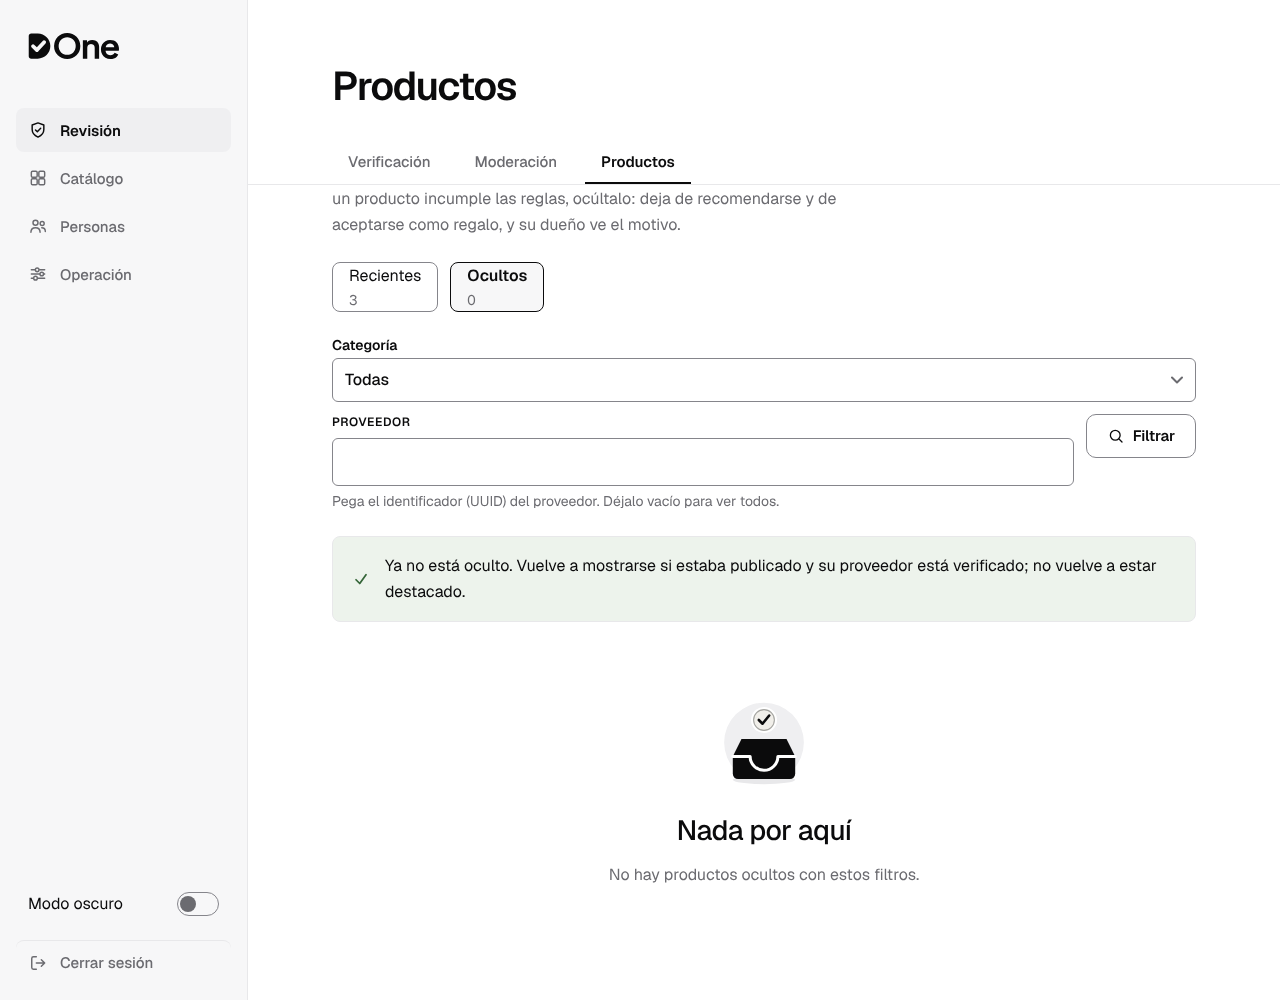 One
Revisión
Catálogo
Personas
Operación
Modo oscuro
Cerrar sesión
Productos
Verificación
Moderación
Productos
un producto incumple las reglas, ocúltalo: deja de recomendarse y de
aceptarse como regalo, y su dueño ve el motivo.
Recientes
3
Ocultos
0
Categoría
Todas
PROVEEDOR
Filtrar
Pega el identificador (UUID) del proveedor. Déjalo vacío para ver todos.
Ya no está oculto. Vuelve a mostrarse si estaba publicado y su proveedor está verificado; no vuelve a estar
destacado.
Nada por aquí
No hay productos ocultos con estos filtros.